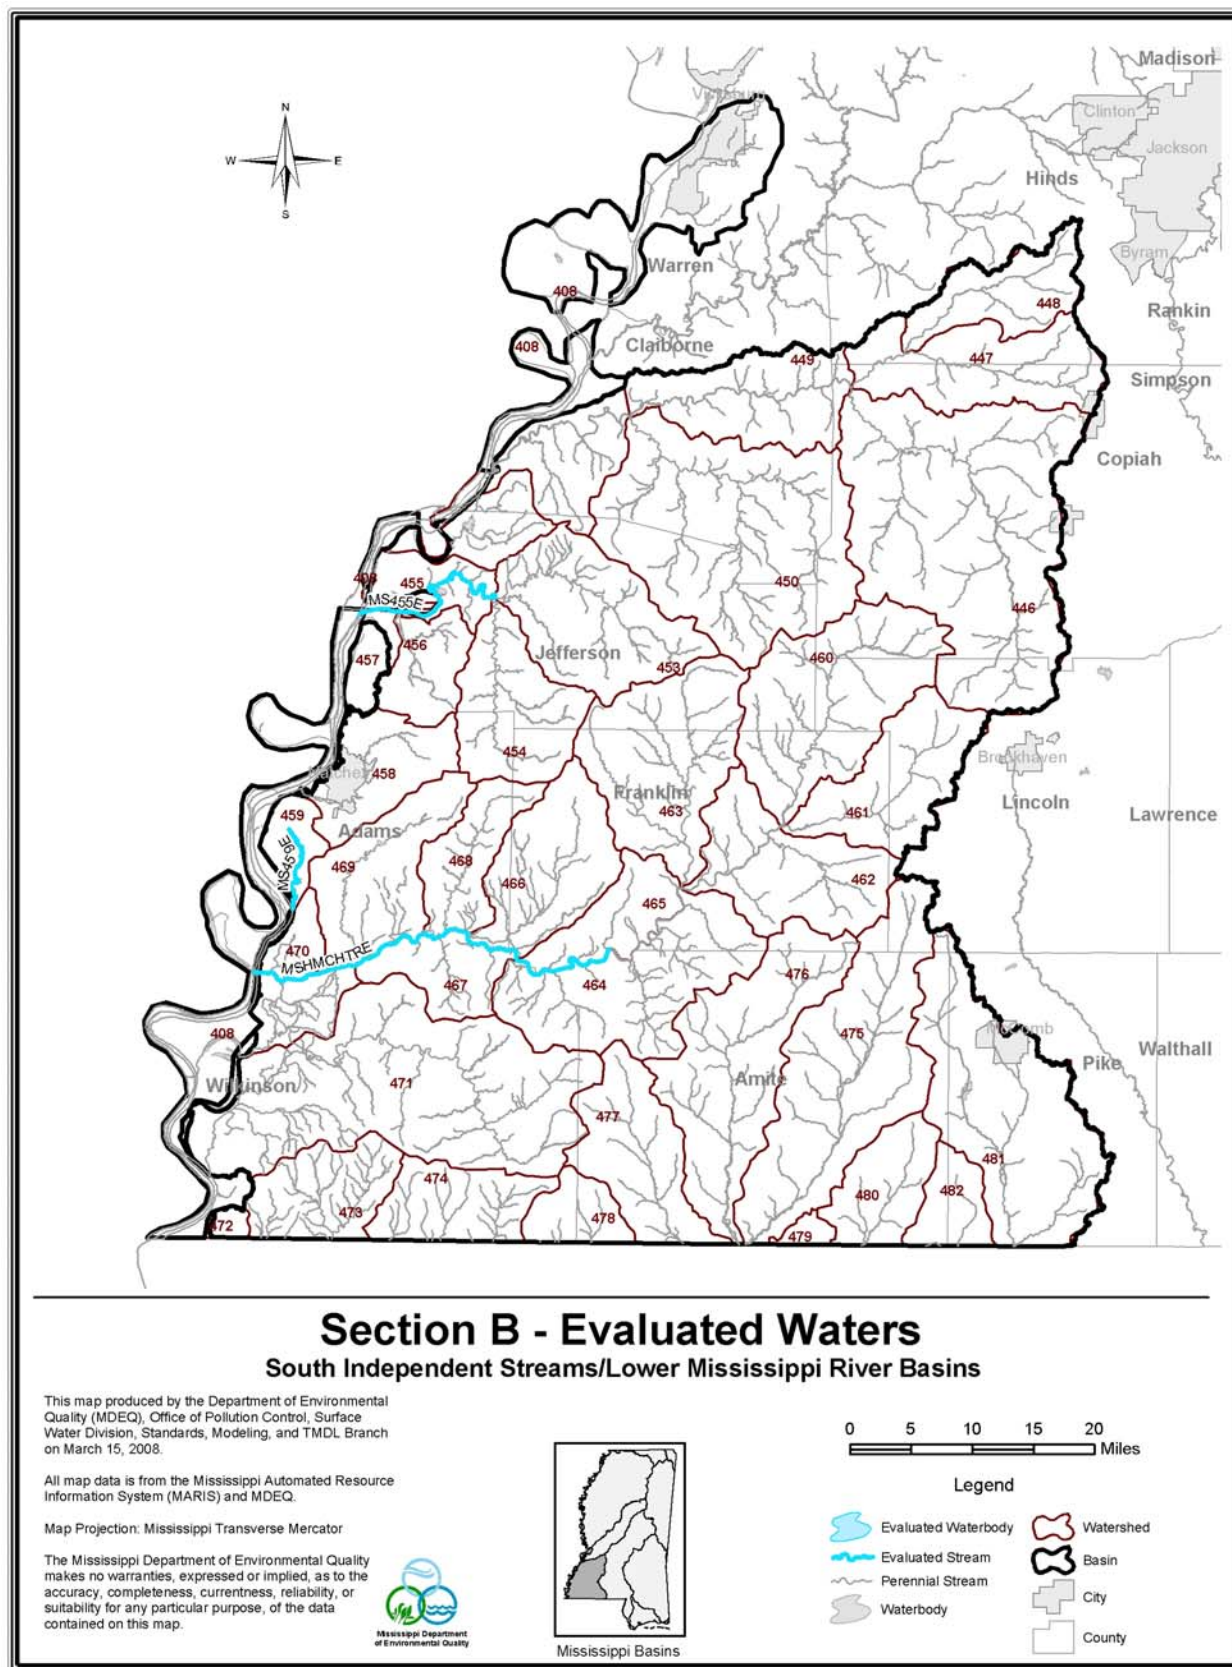 N
W E
S
Vicksburg
Madison
Clinton
Jackson
Hinds
Byram
Warren
408
448
Rankin
408
Claiborne
449
447
Simpson
Copiah
408
455
450
MS455E
446
456
457
Jefferson
453
460
454
Natchez
458
Brookhaven
Franklin
463
461
Lincoln
Lawrence
459
Adams
MS459E
469
468
466
462
465
470
MSHMCHTRE
467
464
476
408
475
McComb
Walthall
Pike
Wilkinson
471
Amite
477
481
474
480
482
472
473
478
479
Section B - Evaluated Waters
South Independent Streams/Lower Mississippi River Basins
This map produced by the Department of Environmental
Quality (MDEQ), Office of Pollution Control, Surface
Water Division, Standards, Modeling, and TMDL Branch
on March 15, 2008.
All map data is from the Mississippi Automated Resource
Information System (MARIS) and MDEQ.
Map Projection: Mississippi Transverse Mercator
The Mississippi Department of Environmental Quality
makes no warranties, expressed or implied, as to the
accuracy, completeness, currentness, reliability, or
suitability for any particular purpose, of the data
contained on this map.
Mississippi Department
of Environmental Quality
Mississippi Basins
0 5 10 15 20
Miles
Legend
Evaluated Waterbody
Evaluated Stream
Perennial Stream
Waterbody
Watershed
Basin
City
County